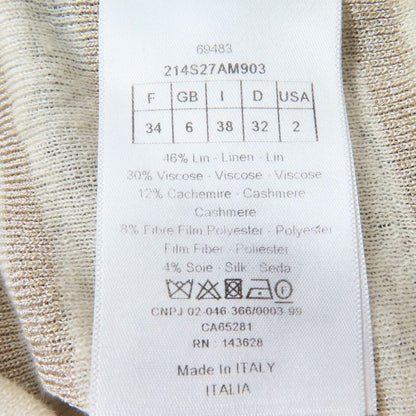 69483
214S27AM903
F GB I D USA
34 6 38 32 2
46% Lin - Linen - Lin
30% Viscose - Viscose - Viscose
12% Cachemire - Cashmere -
Cashmere
8% Fibre Film Polyester - Polyester
Film Fiber - Poliester
4% Soie - Silk - Seda
F
CNPJ 02-046-366/0003-99
CA65281
RN : 143628
Made in ITALY
ITALIA